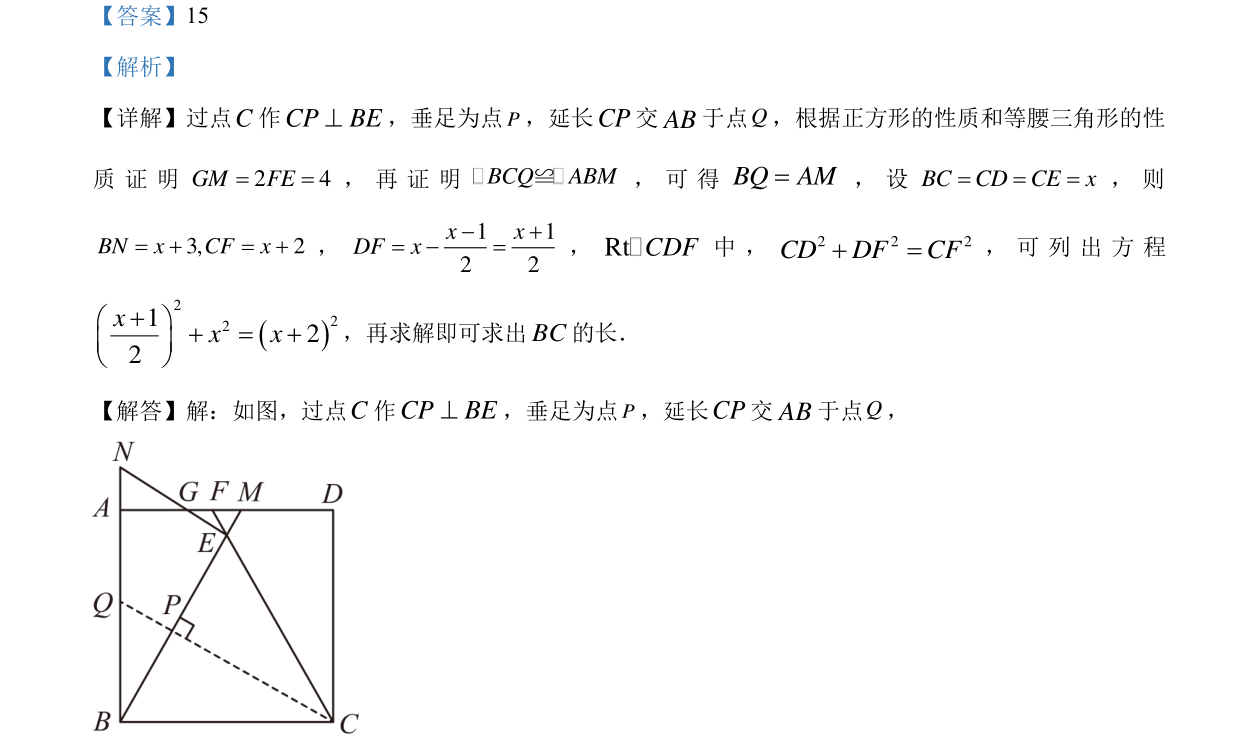 【答案】15
【解析】
【详解】过点C作CP⊥BE，垂足为点P，延长CP交AB于点Q，根据正方形的性质和等腰三角形的性
质证明GM=2FE=4，再证明□BCQ≌□ABM，可得BQ=AM，设BC=CD=CE=x，则
BN=x+3,CF=x+2，DF=x-\frac{x-1}{2}=\frac{x+1}{2}，Rt□CDF中，CD²+DF²=CF²，可列出方程
\left(\frac{x+1}{2}\right)^2+x^2=(x+2)^2，再求解即可求出BC的长．
【解答】解：如图，过点C作CP⊥BE，垂足为点P，延长CP交AB于点Q，
N
A G F M D
E
Q P
B C